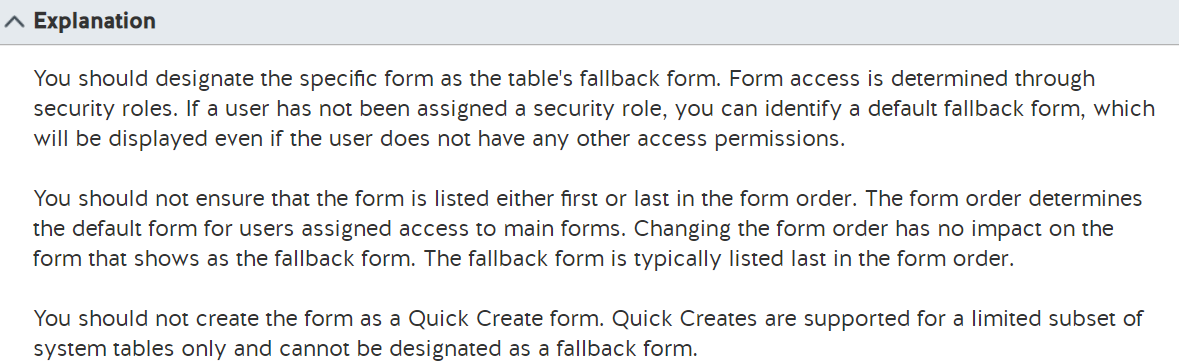 Explanation
You should designate the specific form as the table's fallback form. Form access is determined through
security roles. If a user has not been assigned a security role, you can identify a default fallback form, which
will be displayed even if the user does not have any other access permissions.
You should not ensure that the form is listed either first or last in the form order. The form order determines
the default form for users assigned access to main forms. Changing the form order has no impact on the
form that shows as the fallback form. The fallback form is typically listed last in the form order.
You should not create the form as a Quick Create form. Quick Creates are supported for a limited subset of
system tables only and cannot be designated as a fallback form.